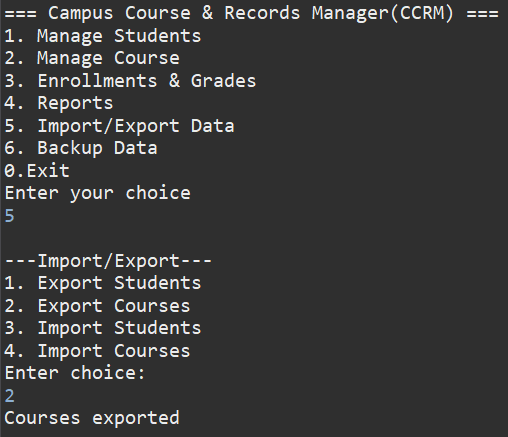 === Campus Course & Records Manager(CCRM) ===
1. Manage Students
2. Manage Course
3. Enrollments & Grades
4. Reports
5. Import/Export Data
6. Backup Data
0.Exit
Enter your choice
5
---Import/Export---
1. Export Students
2. Export Courses
3. Import Students
4. Import Courses
Enter choice:
2
Courses exported